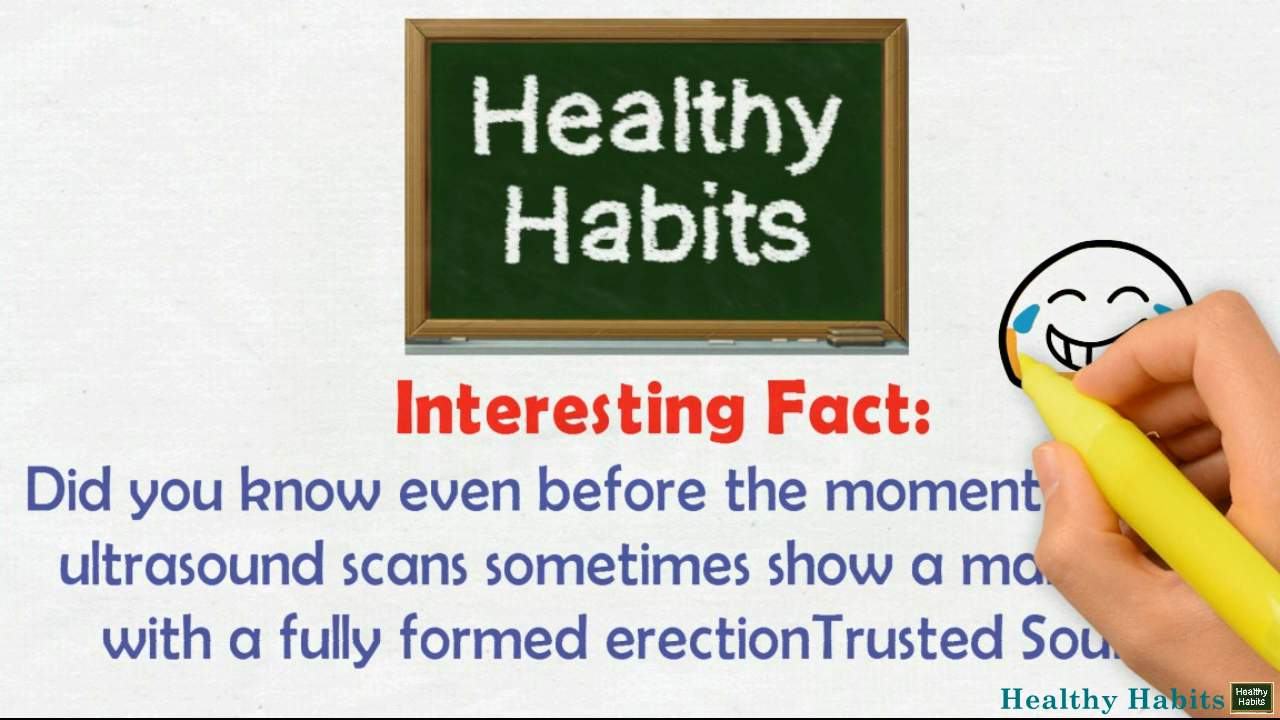 Healthy
Habits
Interesting Fact:
Did you know even before the moment
ultrasound scans sometimes show a
with a fully formed erectionTrusted
Healthy Habits
Healthy
Habits